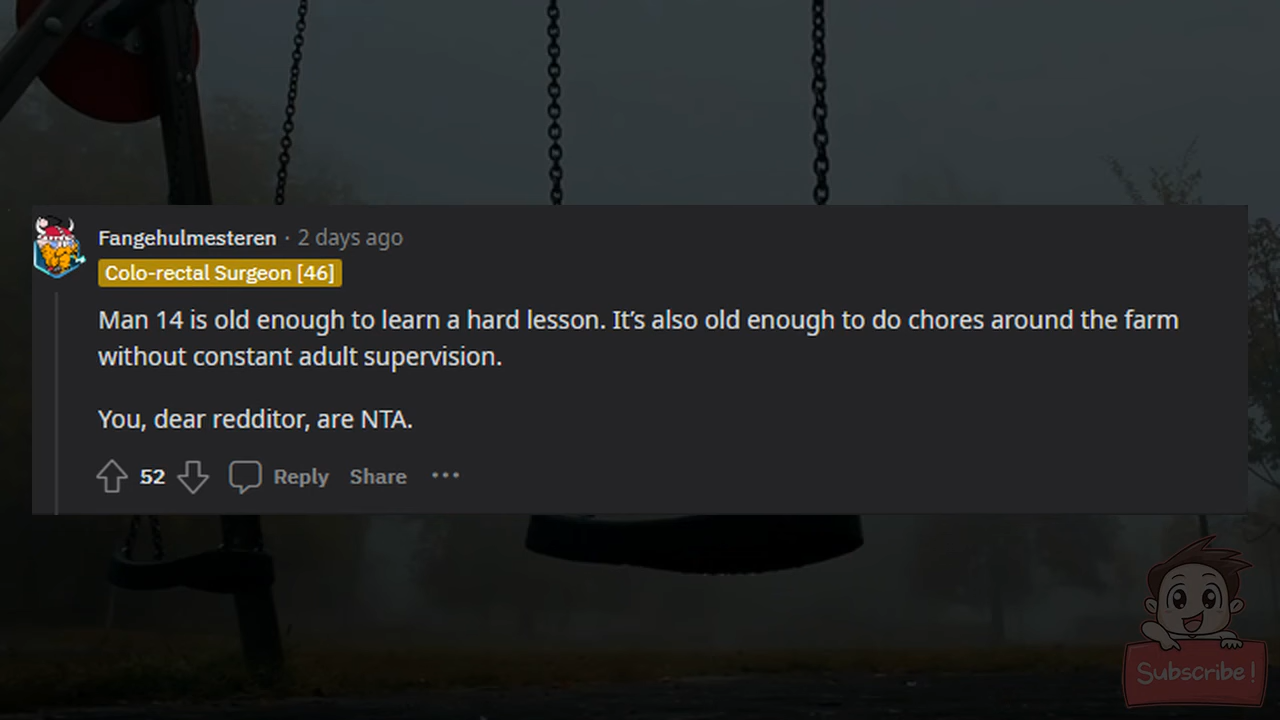 Fangehulmesteren · 2 days ago
Colo-rectal Surgeon [46]
Man 14 is old enough to learn a hard lesson. It’s also old enough to do chores around the farm
without constant adult supervision.
You, dear redditor, are NTA.
52 Reply Share ···
Subscribe!